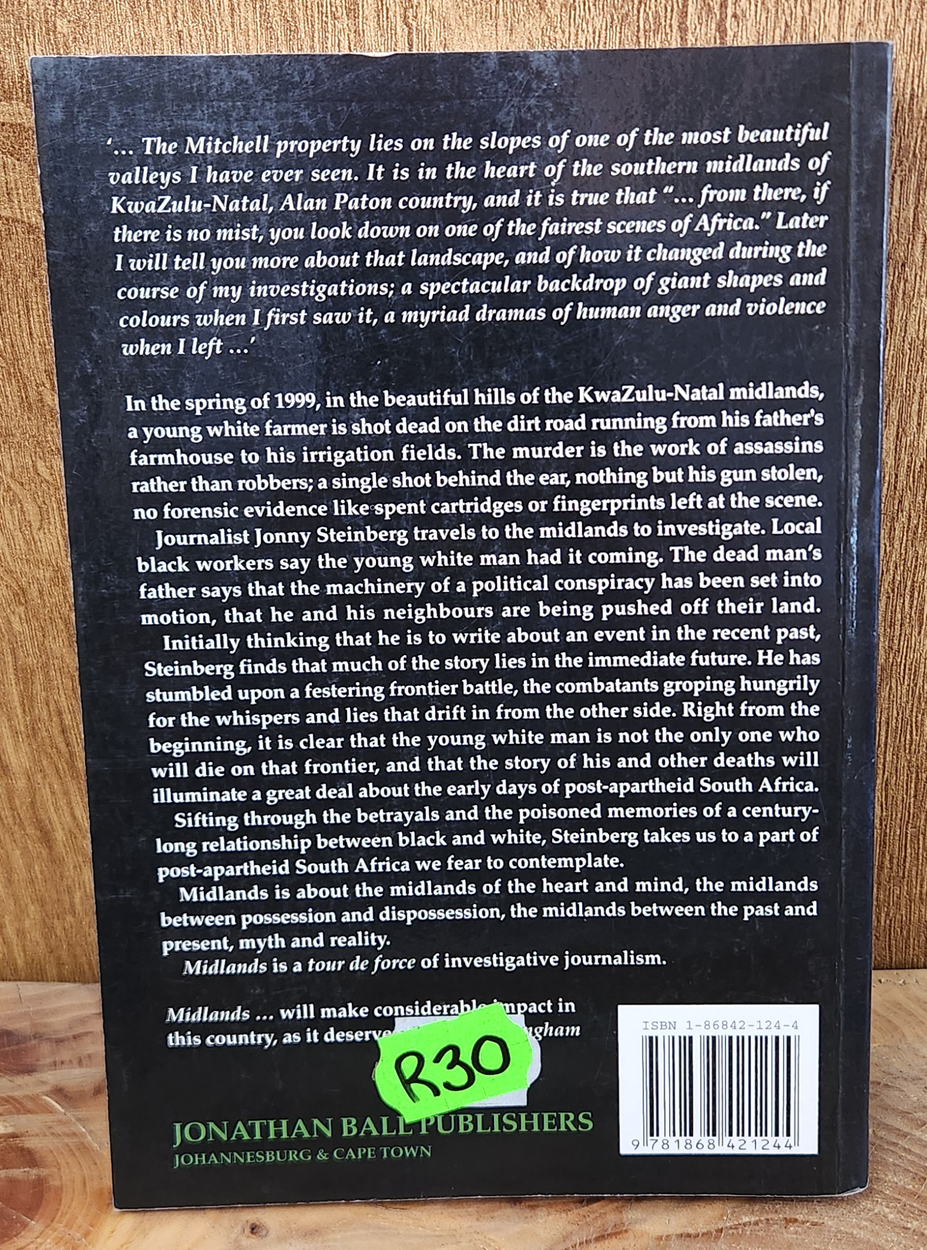 ‘... The Mitchell property lies on the slopes of one of the most beautiful
valleys I have ever seen. It is in the heart of the southern midlands of
KwaZulu-Natal, Alan Paton country, and it is true that “... from there, if
there is no mist, you look down on one of the fairest scenes of Africa.” Later
I will tell you more about that landscape, and of how it changed during the
course of my investigations; a spectacular backdrop of giant shapes and
colours when I first saw it, a myriad dramas of human anger and violence
when I left ...’
In the spring of 1999, in the beautiful hills of the KwaZulu-Natal midlands,
a young white farmer is shot dead on the dirt road running from his father's
farmhouse to his irrigation fields. The murder is the work of assassins
rather than robbers; a single shot behind the ear, nothing but his gun stolen,
no forensic evidence like spent cartridges or fingerprints left at the scene.
Journalist Jonny Steinberg travels to the midlands to investigate. Local
black workers say the young white man had it coming. The dead man's
father says that the machinery of a political conspiracy has been set into
motion, that he and his neighbours are being pushed off their land.
Initially thinking that he is to write about an event in the recent past,
Steinberg finds that much of the story lies in the immediate future. He has
stumbled upon a festering frontier battle, the combatants groping hungrily
for the whispers and lies that drift in from the other side. Right from the
beginning, it is clear that the young white man is not the only one who
will die on that frontier, and that the story of his and other deaths will
illuminate a great deal about the early days of post-apartheid South Africa.
Sifting through the betrayals and the poisoned memories of a century-
long relationship between black and white, Steinberg takes us to a part of
post-apartheid South Africa we fear to contemplate.
Midlands is about the midlands of the heart and mind, the midlands
between possession and dispossession, the midlands between the past and
present, myth and reality.
Midlands is a tour de force of investigative journalism.
Midlands ... will make considerable impact in
this country, as it
R30
JONATHAN BALL PUBLISHERS
JOHANNESBURG & CAPE TOWN
ISBN 1-86842-124-4
9 781868 421244